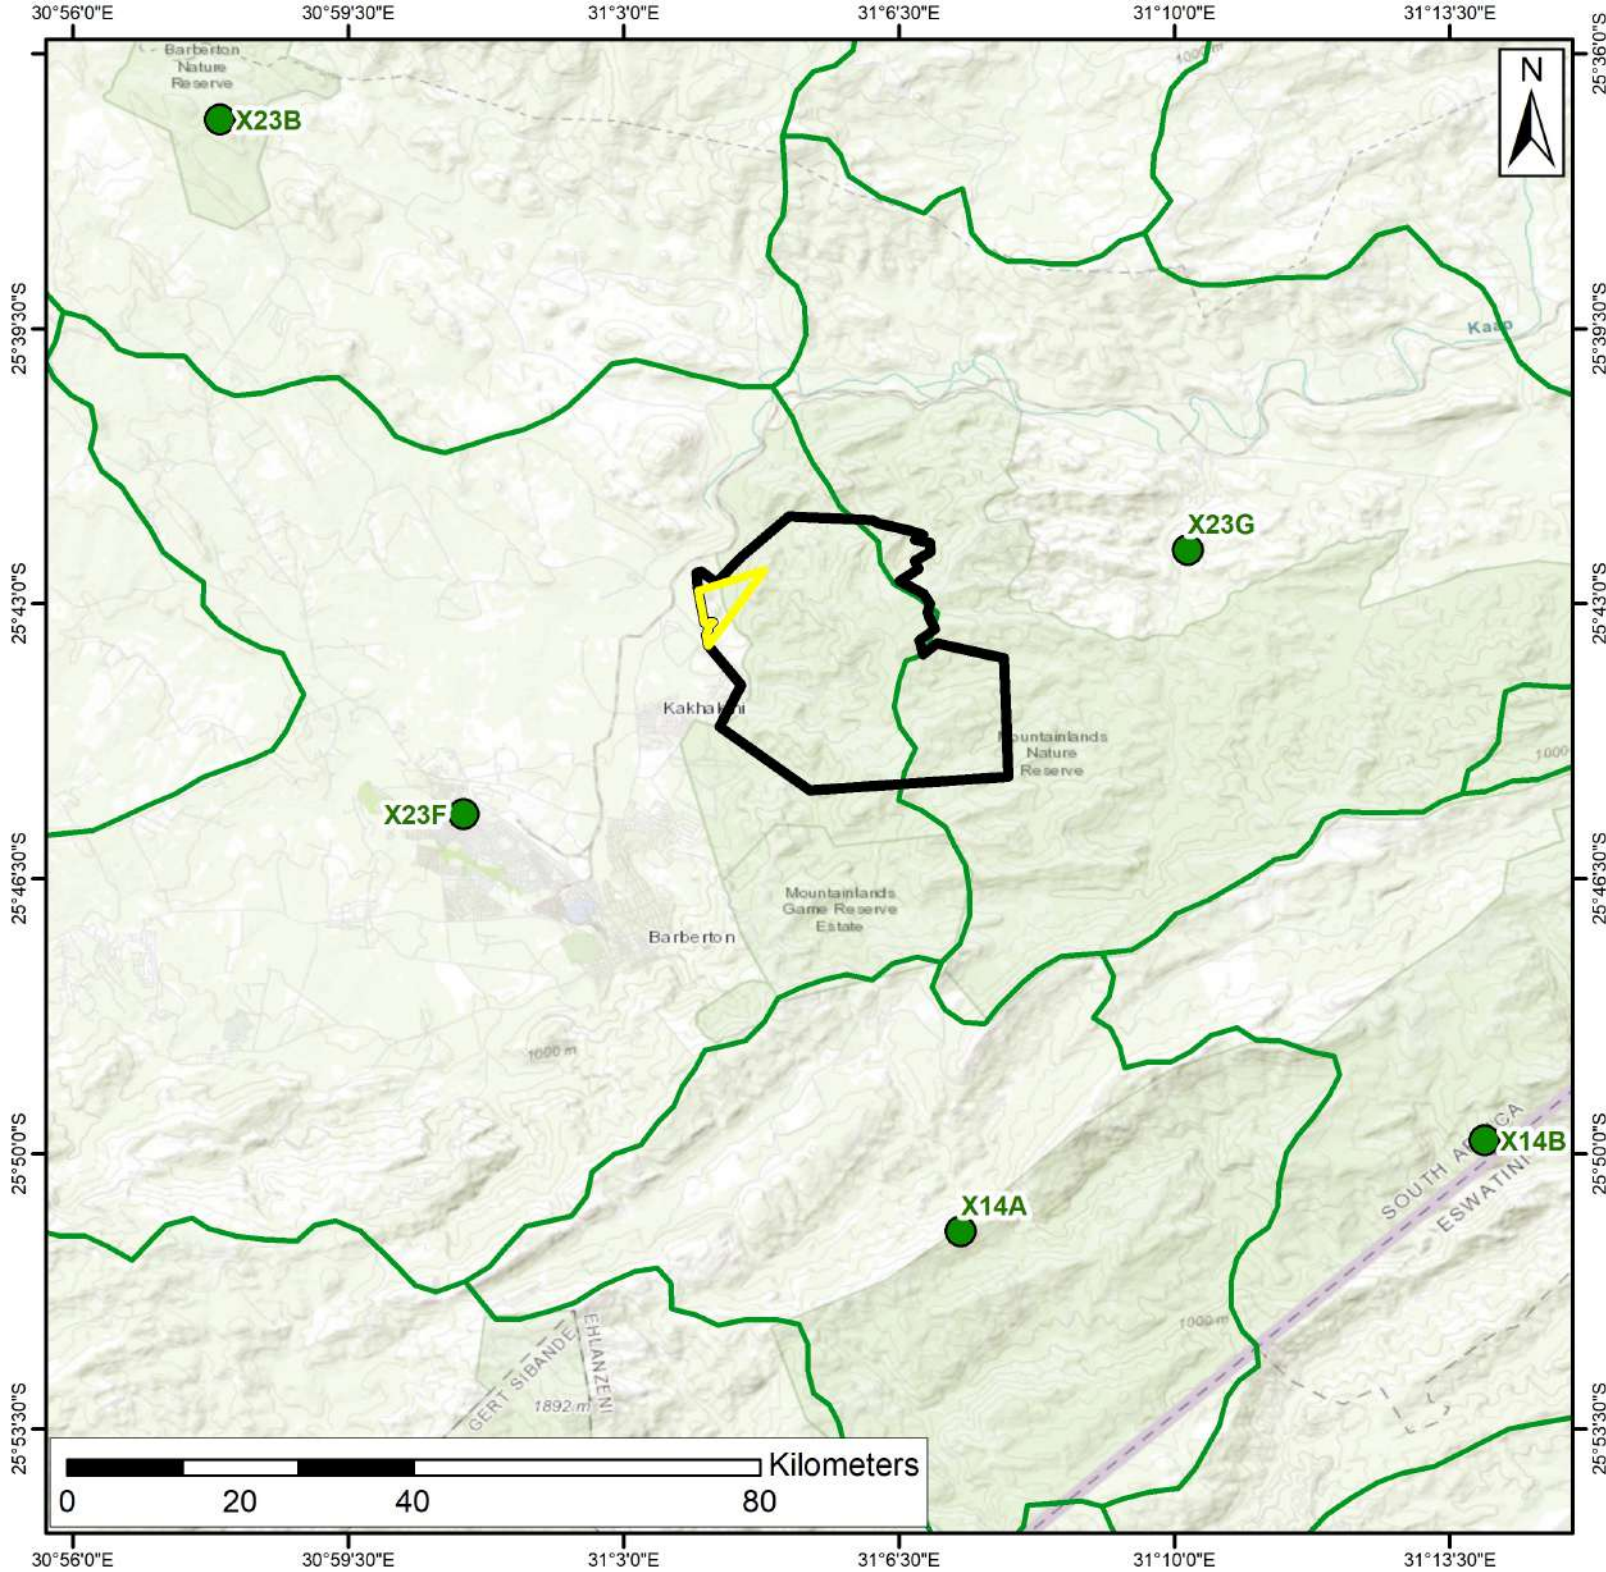 30°56'0"E
30°59'30"E
31°3'0"E
31°6'30"E
31°10'0"E
31°13'30"E
25°36'0"S
Barberton
Nature
Reserve
1000 m
N
X23B
25°39'30"S
25°39'30"S
Kaap
X23G
25°43'0"S
25°43'0"S
Mountainlands
Nature
Reserve
1000
X23F
25°46'30"S
25°46'30"S
Mountainlands
Game Reserve
Estate
Barberton
1000 m
25°50'0"S
25°50'0"S
SOUTH AFRICA
ESWATINI
X14B
X14A
1000 m
GERT SIBANDE
EHLANZENI
1892 m
25°53'30"S
25°53'30"S
Kilometers
0
20
40
80
30°56'0"E
30°59'30"E
31°3'0"E
31°6'30"E
31°10'0"E
31°13'30"E